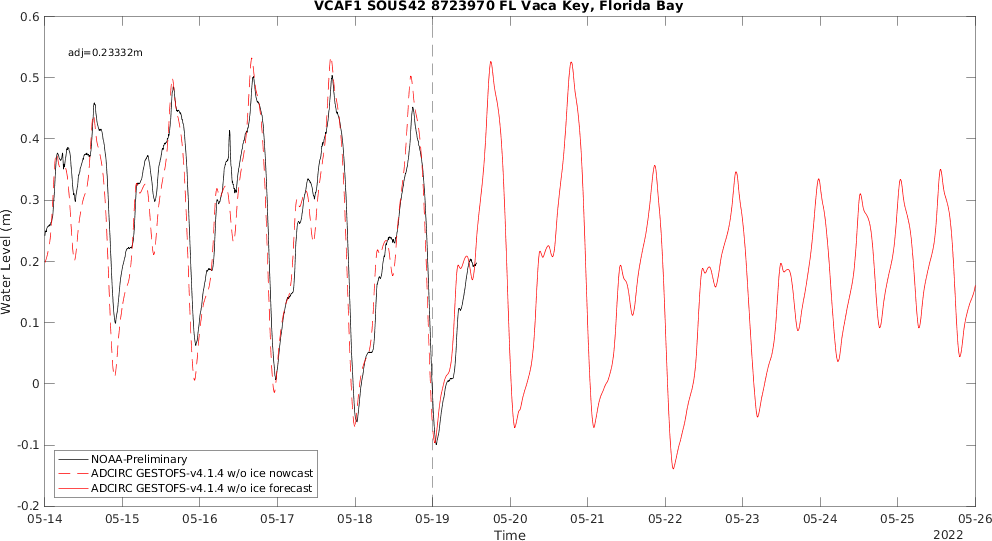 VCAF1 SOUS42 8723970 FL Vaca Key, Florida Bay
adj=0.23332m
0.6
0.5
0.4
0.3
0.2
0.1
0
-0.1
-0.2
Water Level (m)
NOAA-Preliminary
ADCIRC GESTOFS-v4.1.4 w/o ice nowcast
ADCIRC GESTOFS-v4.1.4 w/o ice forecast
05-14 05-15 05-16 05-17 05-18 05-19 05-20 05-21 05-22 05-23 05-24 05-25 05-26
Time
2022